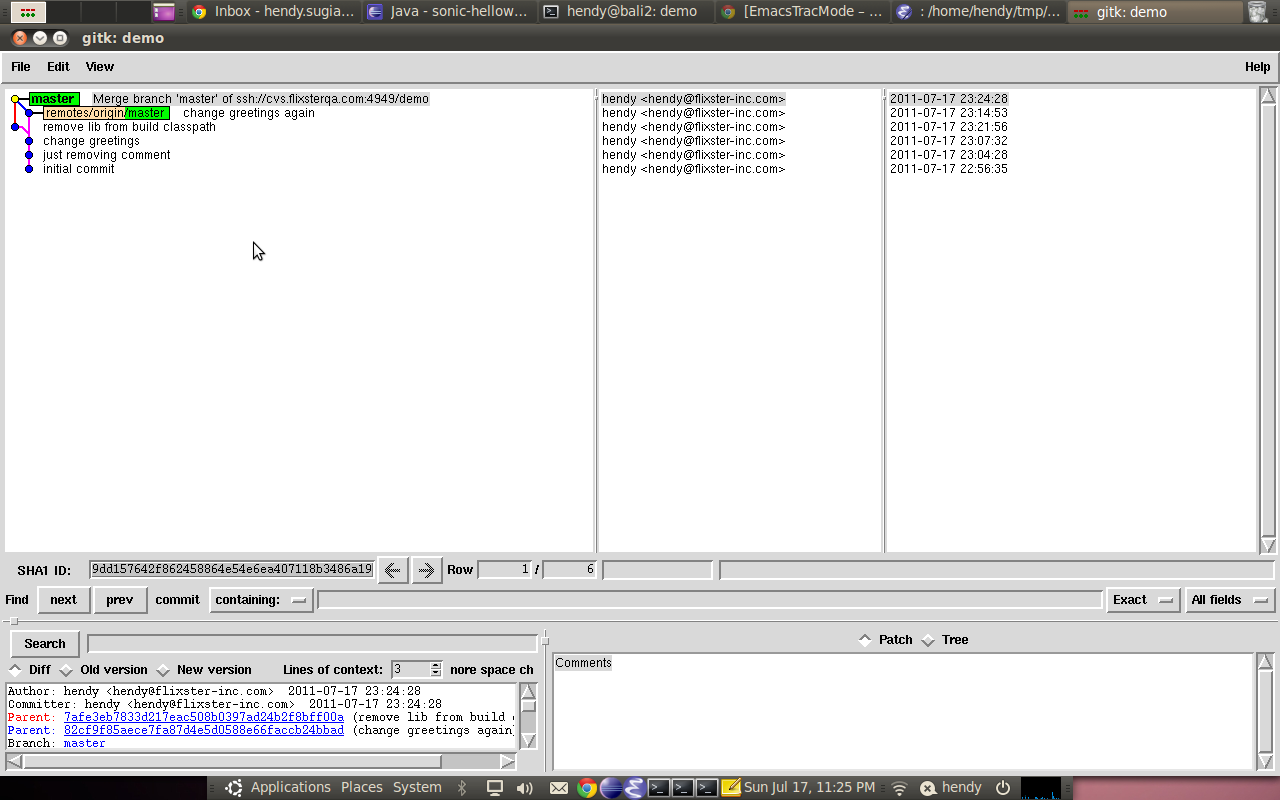 Inbox - hendy.sugia... Java - sonic-hellow... hendy@bali2: demo [EmacsTracMode – ... : /home/hendy/tmp/... gitk: demo
gitk: demo
File Edit View Help
master Merge branch 'master' of ssh://cvs.flixsterqa.com:4949/demo hendy <hendy@flixster-inc.com> 2011-07-17 23:24:28
remotes/origin/master change greetings again hendy <hendy@flixster-inc.com> 2011-07-17 23:14:53
remove lib from build classpath hendy <hendy@flixster-inc.com> 2011-07-17 23:21:56
change greetings hendy <hendy@flixster-inc.com> 2011-07-17 23:07:32
just removing comment hendy <hendy@flixster-inc.com> 2011-07-17 23:04:28
initial commit hendy <hendy@flixster-inc.com> 2011-07-17 22:56:35
SHA1 ID: 9dd157642f862458864e54e6ea407118b3486a19 Row 1 / 6
Find next prev commit containing: Exact All fields
Search Patch Tree
Diff Old version New version Lines of context: 3 nore space ch
Comments
Author: hendy <hendy@flixster-inc.com> 2011-07-17 23:24:28
Committer: hendy <hendy@flixster-inc.com> 2011-07-17 23:24:28
Parent: 7afe3eb7833d217eac508b0397ad24b2f8bff00a (remove lib from build
Parent: 82cf9f85aece7fa87d4e5d0588e66faccb24bbad (change greetings again
Branch: master
Applications Places System Sun Jul 17, 11:25 PM hendy